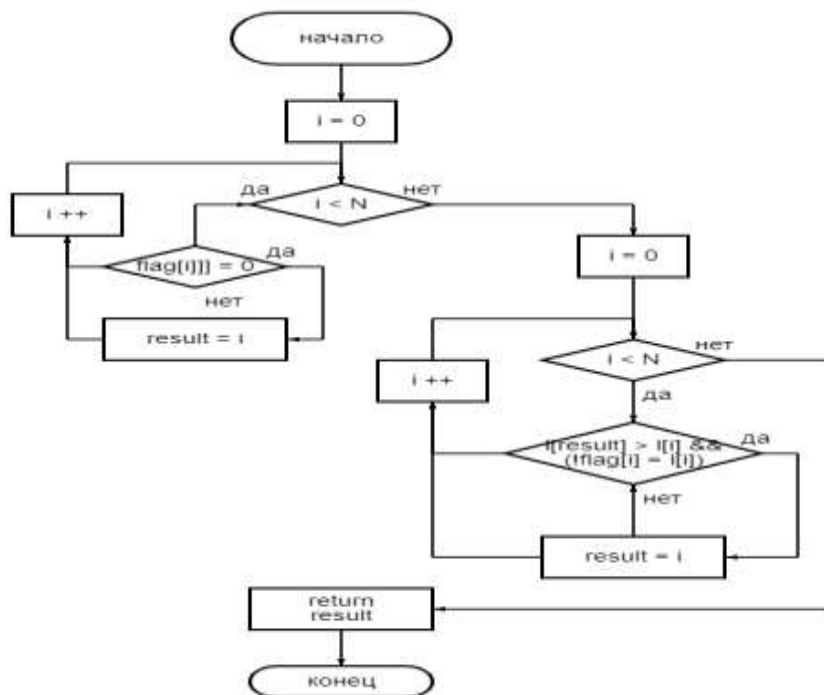 начало
i = 0
да
нет
i < N
i ++
flag[i]]] = 0
да
нет
result = i
i = 0
i < N
нет
i ++
да
l[result] > l[i] &&
(!flag[i] = l[i])
да
нет
result = i
return
result
конец